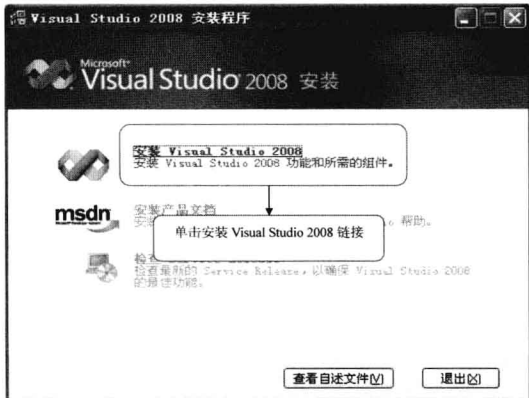 Visual Studio 2008 安装程序
Microsoft
Visual Studio 2008 安装
安装 Visual Studio 2008
安装 Visual Studio 2008 功能和所需的组件。
msdn
安装产品文档
帮助。
单击安装 Visual Studio 2008 链接
检查最新的 Service Release，以确保 Visual Studio 2008
的最佳功能。
查看自述文件(V)
退出(X)